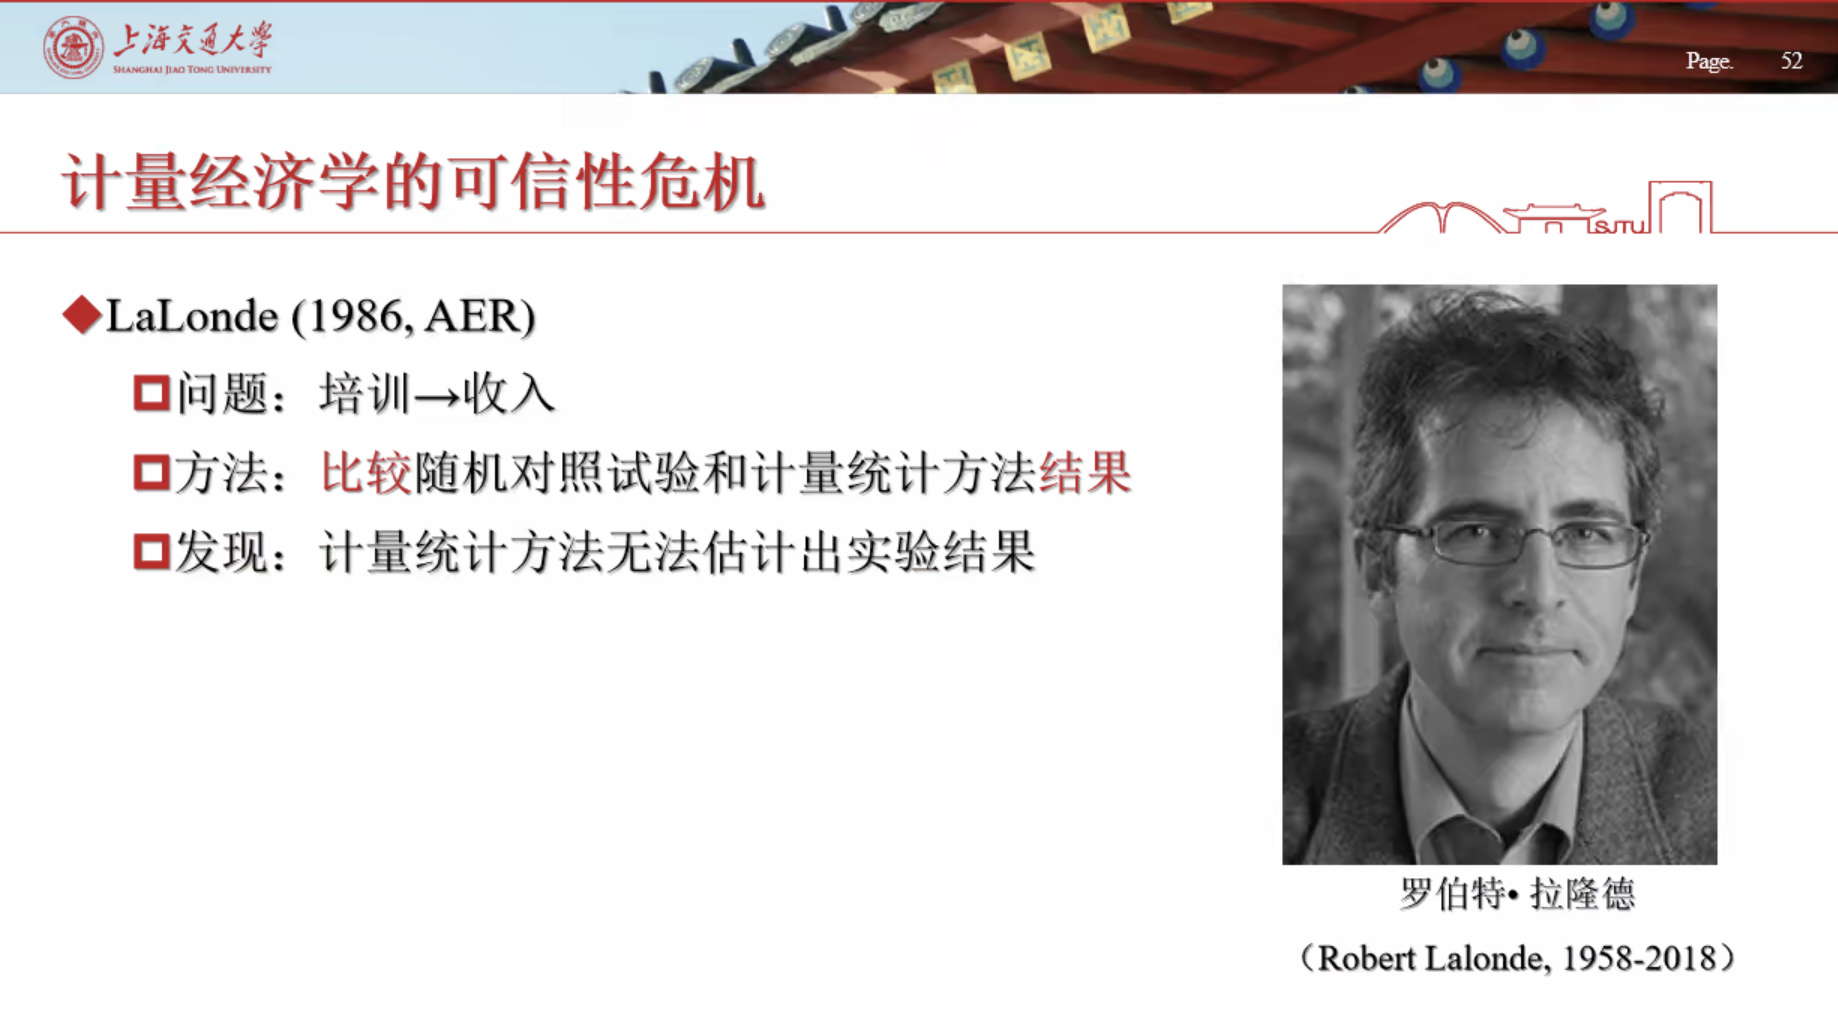 上海交通大学
SHANGHAI JIAO TONG UNIVERSITY
Page. 52
计量经济学的可信性危机
SJTU
LaLonde (1986, AER)
问题：培训→收入
方法：比较随机对照试验和计量统计方法结果
发现：计量统计方法无法估计出实验结果
罗伯特• 拉隆德
（Robert Lalonde, 1958-2018）